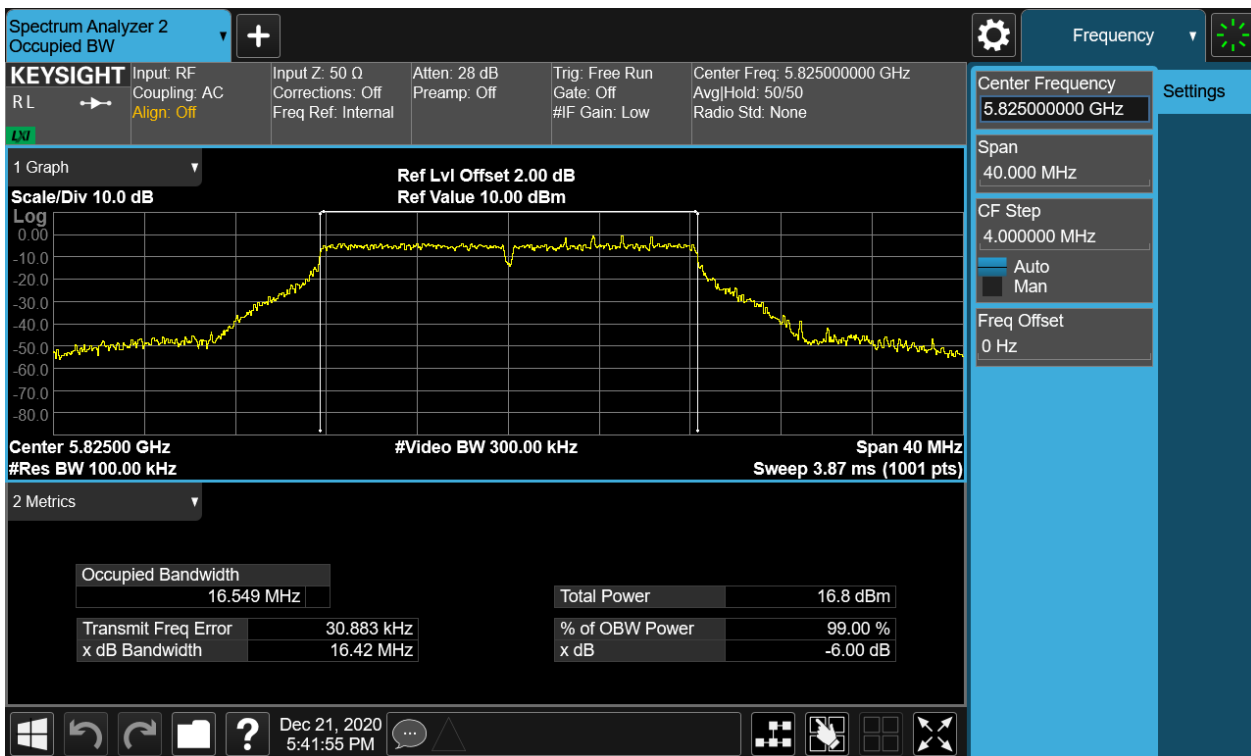 Spectrum Analyzer 2
Occupied BW
Frequency
KEYSIGHT
RL
LXI
Input: RF
Coupling: AC
Align: Off
Input Z: 50 Ω
Corrections: Off
Freq Ref: Internal
Atten: 28 dB
Preamp: Off
Trig: Free Run
Gate: Off
#IF Gain: Low
Center Freq: 5.825000000 GHz
Avg|Hold: 50/50
Radio Std: None
Center Frequency
5.825000000 GHz
Settings
Span
40.000 MHz
CF Step
4.000000 MHz
Auto
Man
Freq Offset
0 Hz
1 Graph
Scale/Div 10.0 dB
Ref Lvl Offset 2.00 dB
Ref Value 10.00 dBm
Log
0.00
-10.0
-20.0
-30.0
-40.0
-50.0
-60.0
-70.0
-80.0
Center 5.82500 GHz
#Video BW 300.00 kHz
Span 40 MHz
#Res BW 100.00 kHz
Sweep 3.87 ms (1001 pts)
2 Metrics
Occupied Bandwidth
16.549 MHz
Total Power 16.8 dBm
Transmit Freq Error 30.883 kHz
% of OBW Power 99.00 %
x dB Bandwidth 16.42 MHz
x dB -6.00 dB
?
Dec 21, 2020
5:41:55 PM